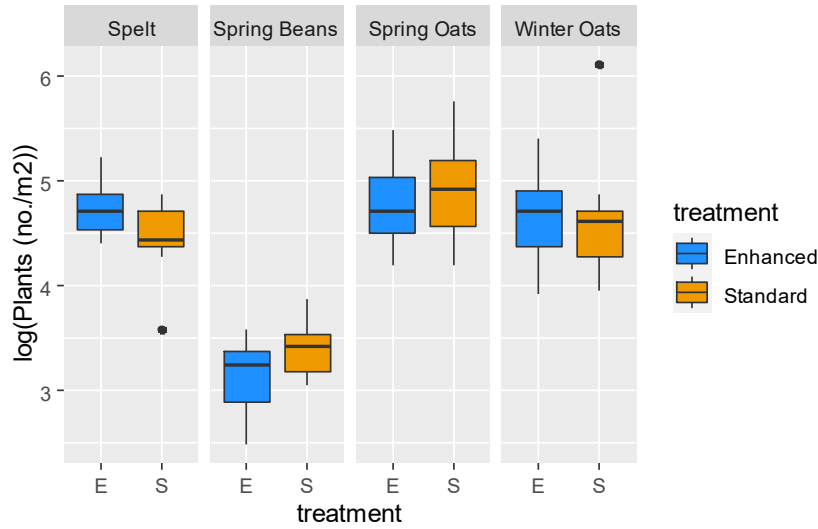 Spelt Spring Beans Spring Oats Winter Oats
6
5
4
3
log(Plants (no./m2))
E S E S E S E S
treatment
treatment
Enhanced
Standard